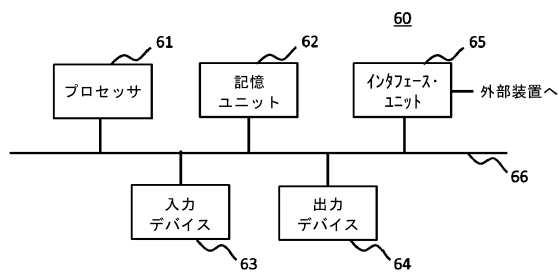 60
61
62
65
プロセッサ
記憶
ユニット
インタフェース・
ユニット
外部装置へ
66
入力
デバイス
出力
デバイス
63
64